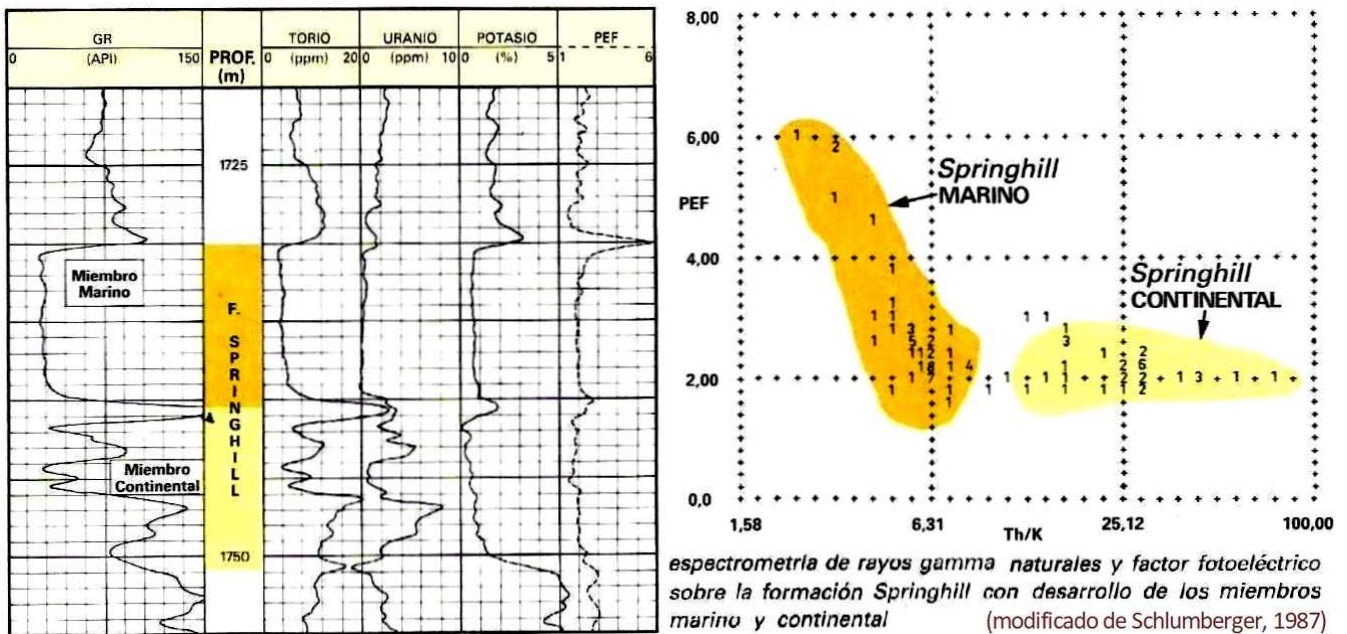 GR
0 (API) 150
PROF.
(m)
TORIO
0 (ppm) 20
URANIO
0 (ppm) 10
POTASIO
0 (%) 5
PEF
1 6
1725
Miembro
Marino
F. SPRINGHILL
Miembro
Continental
1750
8,00
6,00
PEF
4,00
2,00
0,0
Springhill
MARINO
Springhill
CONTINENTAL
1,58 6,31 25,12 100,00
Th/K
espectrometría de rayos gamma naturales y factor fotoeléctrico
sobre la formación Springhill con desarrollo de los miembros
marino y continental (modificado de Schlumberger, 1987)